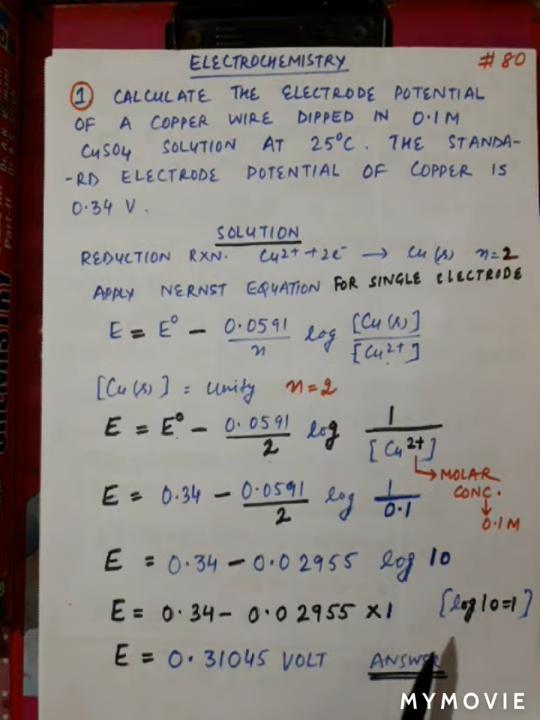 ELECTROCHEMISTRY #80
1 CALCULATE THE ELECTRODE POTENTIAL
OF A COPPER WIRE DIPPED IN 0.1M
CuSO4 SOLUTION AT 25°C. THE STANDA-
-RD ELECTRODE POTENTIAL OF COPPER IS
0.34 V.
SOLUTION
REDUCTION RXN. Cu2+ + 2e- → Cu(s) n=2
APPLY NERNST EQUATION FOR SINGLE ELECTRODE
E = E° - 0.0591/n log [Cu(s)]/[Cu2+]
[Cu(s)] = Unity n=2
E = E° - 0.0591/2 log 1/[Cu2+]
→ MOLAR
CONC.
↓
0.1M
E = 0.34 - 0.0591/2 log 1/0.1
E = 0.34 - 0.02955 log 10
E = 0.34 - 0.02955 × 1 [log10=1]
E = 0.31045 VOLT ANSWER
MYMOVIE